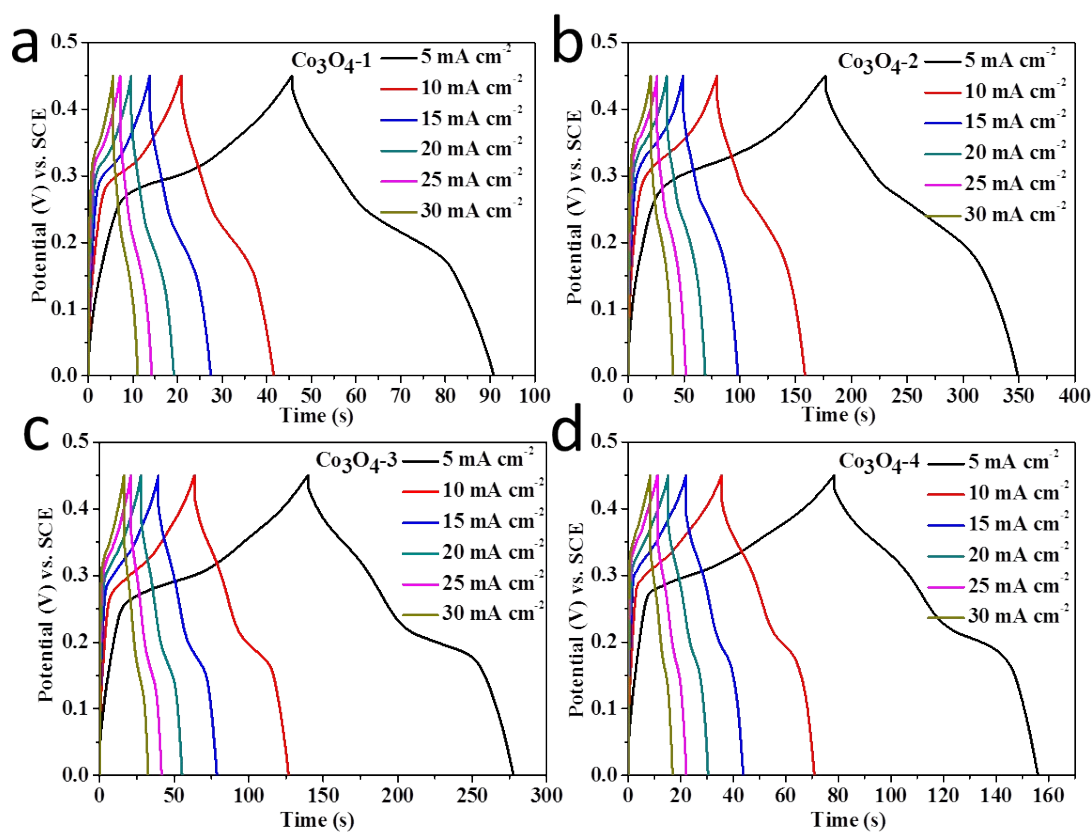 a
Co₃O₄-1
5 mA cm⁻²
10 mA cm⁻²
15 mA cm⁻²
20 mA cm⁻²
25 mA cm⁻²
30 mA cm⁻²
Potential (V) vs. SCE
0.5
0.4
0.3
0.2
0.1
0.0
0 10 20 30 40 50 60 70 80 90 100
Time (s)
b
Co₃O₄-2
5 mA cm⁻²
10 mA cm⁻²
15 mA cm⁻²
20 mA cm⁻²
25 mA cm⁻²
30 mA cm⁻²
Potential (V) vs. SCE
0.5
0.4
0.3
0.2
0.1
0.0
0 50 100 150 200 250 300 350 400
Time (s)
c
Co₃O₄-3
5 mA cm⁻²
10 mA cm⁻²
15 mA cm⁻²
20 mA cm⁻²
25 mA cm⁻²
30 mA cm⁻²
Potential (V) vs. SCE
0.5
0.4
0.3
0.2
0.1
0.0
0 50 100 150 200 250 300
Time (s)
d
Co₃O₄-4
5 mA cm⁻²
10 mA cm⁻²
15 mA cm⁻²
20 mA cm⁻²
25 mA cm⁻²
30 mA cm⁻²
Potential (V) vs. SCE
0.5
0.4
0.3
0.2
0.1
0.0
0 20 40 60 80 100 120 140 160
Time (s)